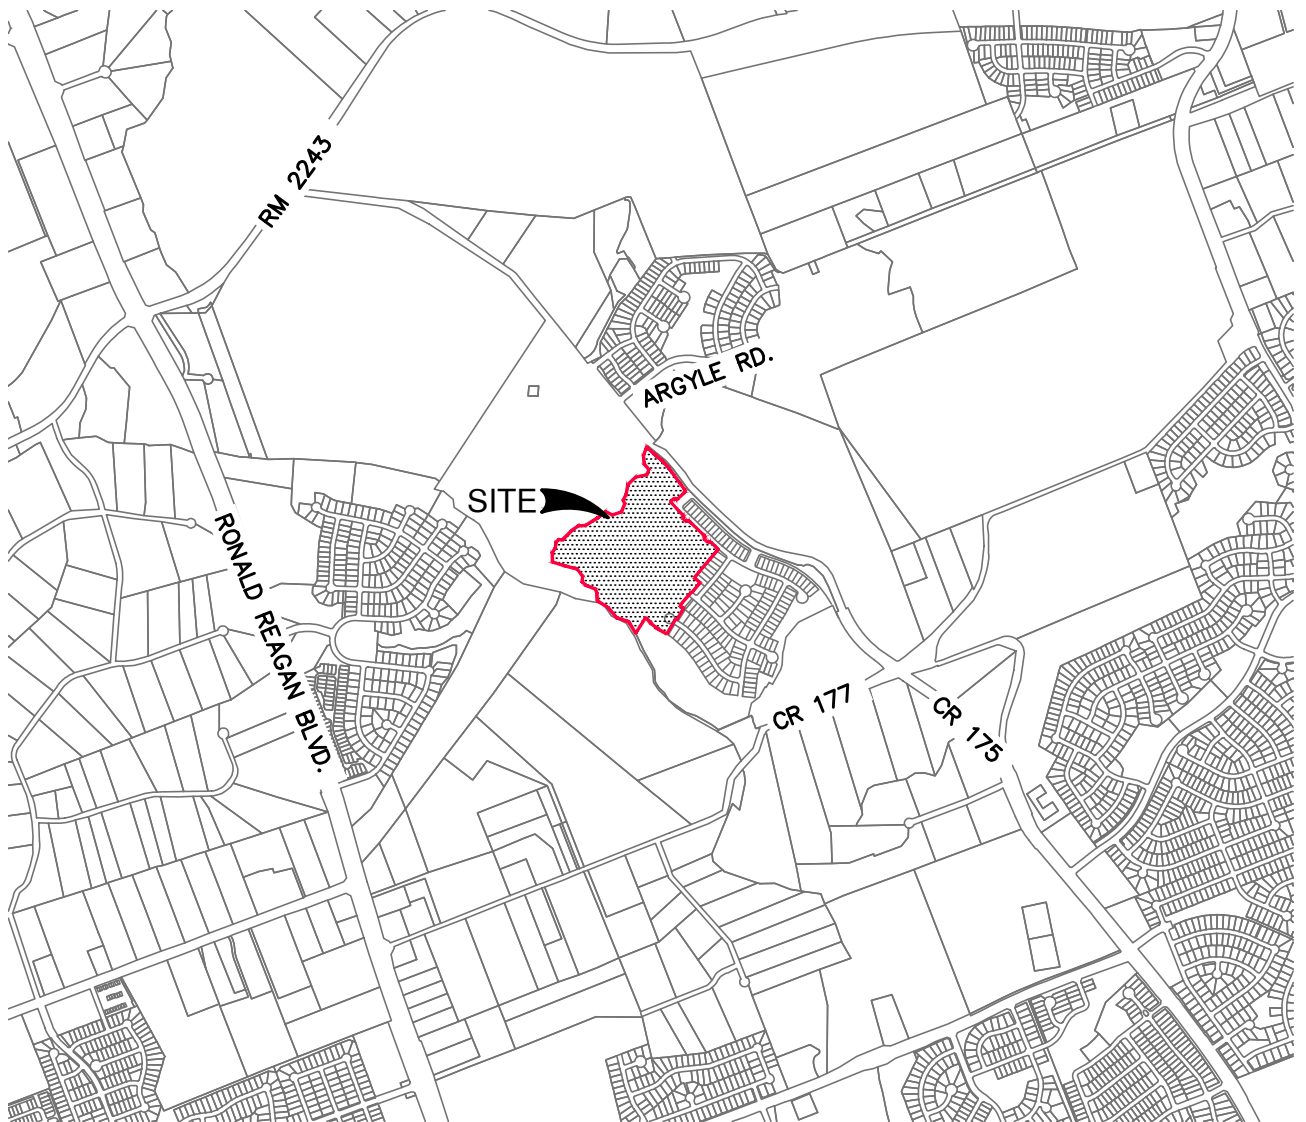 RM 2243
ARGYLE RD.
SITE
RONALD REAGAN BLVD.
CR 177
CR 175